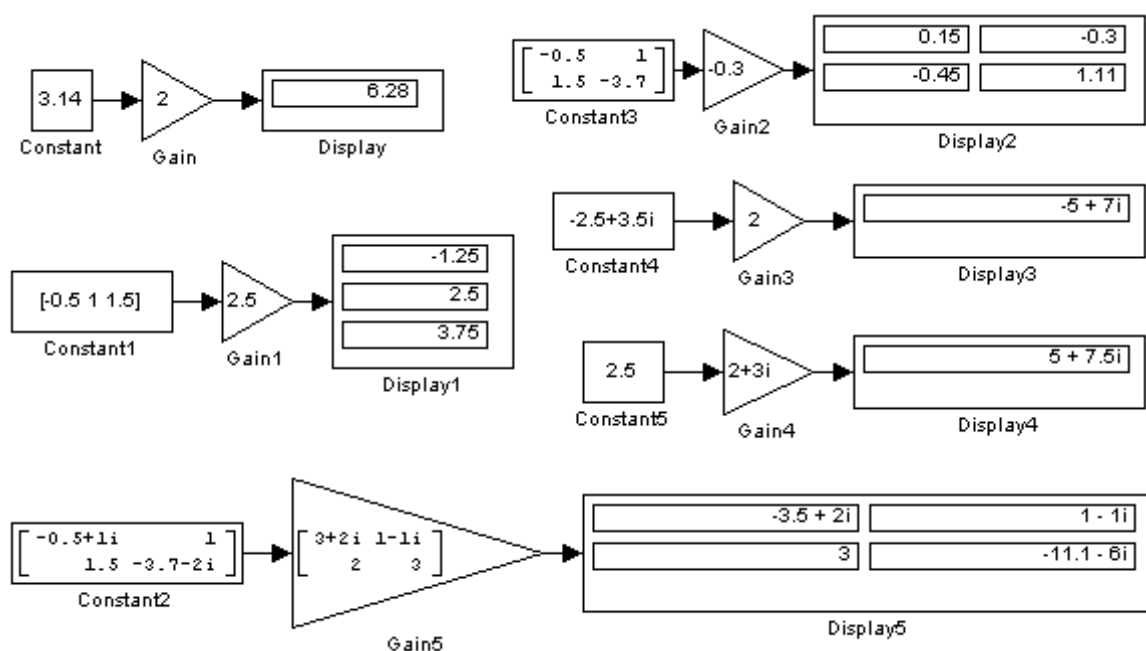 3.14
2
6.28
Constant
Gain
Display
-0.5 1
1.5 -3.7
-0.3
0.15 -0.3
-0.45 1.11
Constant3
Gain2
Display2
-2.5+3.5i
2
-5 + 7i
Constant4
Gain3
Display3
[-0.5 1 1.5]
2.5
-1.25
2.5
3.75
Constant1
Gain1
Display1
2.5
2+3i
5 + 7.5i
Constant5
Gain4
Display4
-0.5+1i 1
1.5 -3.7-2i
3+2i 1-1i
2 3
-3.5 + 2i 1 - 1i
3 -11.1 - 6i
Constant2
Gain5
Display5